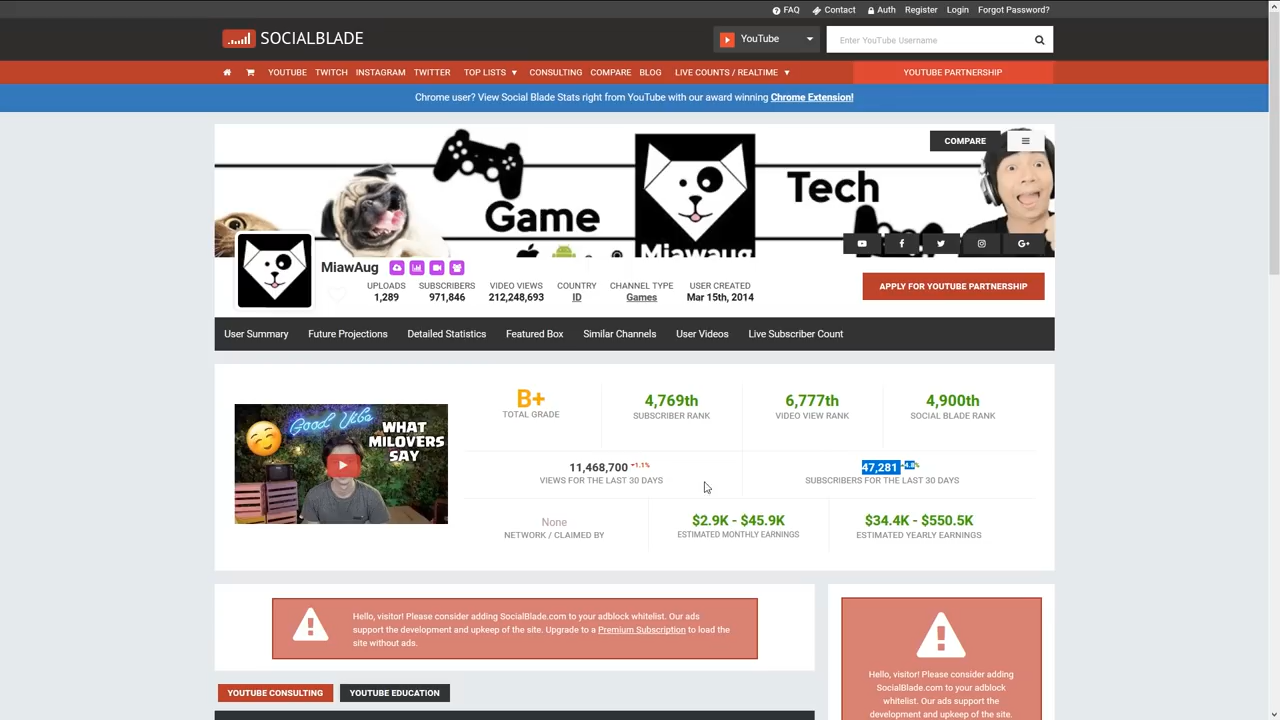 FAQ Contact Auth Register Login Forgot Password?
SOCIALBLADE
YouTube
Enter YouTube Username
YOUTUBE TWITCH INSTAGRAM TWITTER TOP LISTS CONSULTING COMPARE BLOG LIVE COUNTS / REALTIME YOUTUBE PARTNERSHIP
Chrome user? View Social Blade Stats right from YouTube with our award winning Chrome Extension!
COMPARE
Game
Tech
Miawaug
MiawAug
UPLOADS SUBSCRIBERS VIDEO VIEWS COUNTRY CHANNEL TYPE USER CREATED
1,289 971,846 212,248,693 ID Games Mar 15th, 2014
APPLY FOR YOUTUBE PARTNERSHIP
User Summary Future Projections Detailed Statistics Featured Box Similar Channels User Videos Live Subscriber Count
Good Vibe
WHAT
MILOVERS
SAY
B+ 4,769th 6,777th 4,900th
TOTAL GRADE SUBSCRIBER RANK VIDEO VIEW RANK SOCIAL BLADE RANK
11,468,700 -1.1% 47,281
VIEWS FOR THE LAST 30 DAYS SUBSCRIBERS FOR THE LAST 30 DAYS
None $2.9K - $45.9K $34.4K - $550.5K
NETWORK / CLAIMED BY ESTIMATED MONTHLY EARNINGS ESTIMATED YEARLY EARNINGS
Hello, visitor! Please consider adding SocialBlade.com to your adblock whitelist. Our ads
support the development and upkeep of the site. Upgrade to a Premium Subscription to load the
site without ads.
Hello, visitor! Please consider adding
SocialBlade.com to your adblock
whitelist. Our ads support the
development and upkeep of the site.
YOUTUBE CONSULTING YOUTUBE EDUCATION